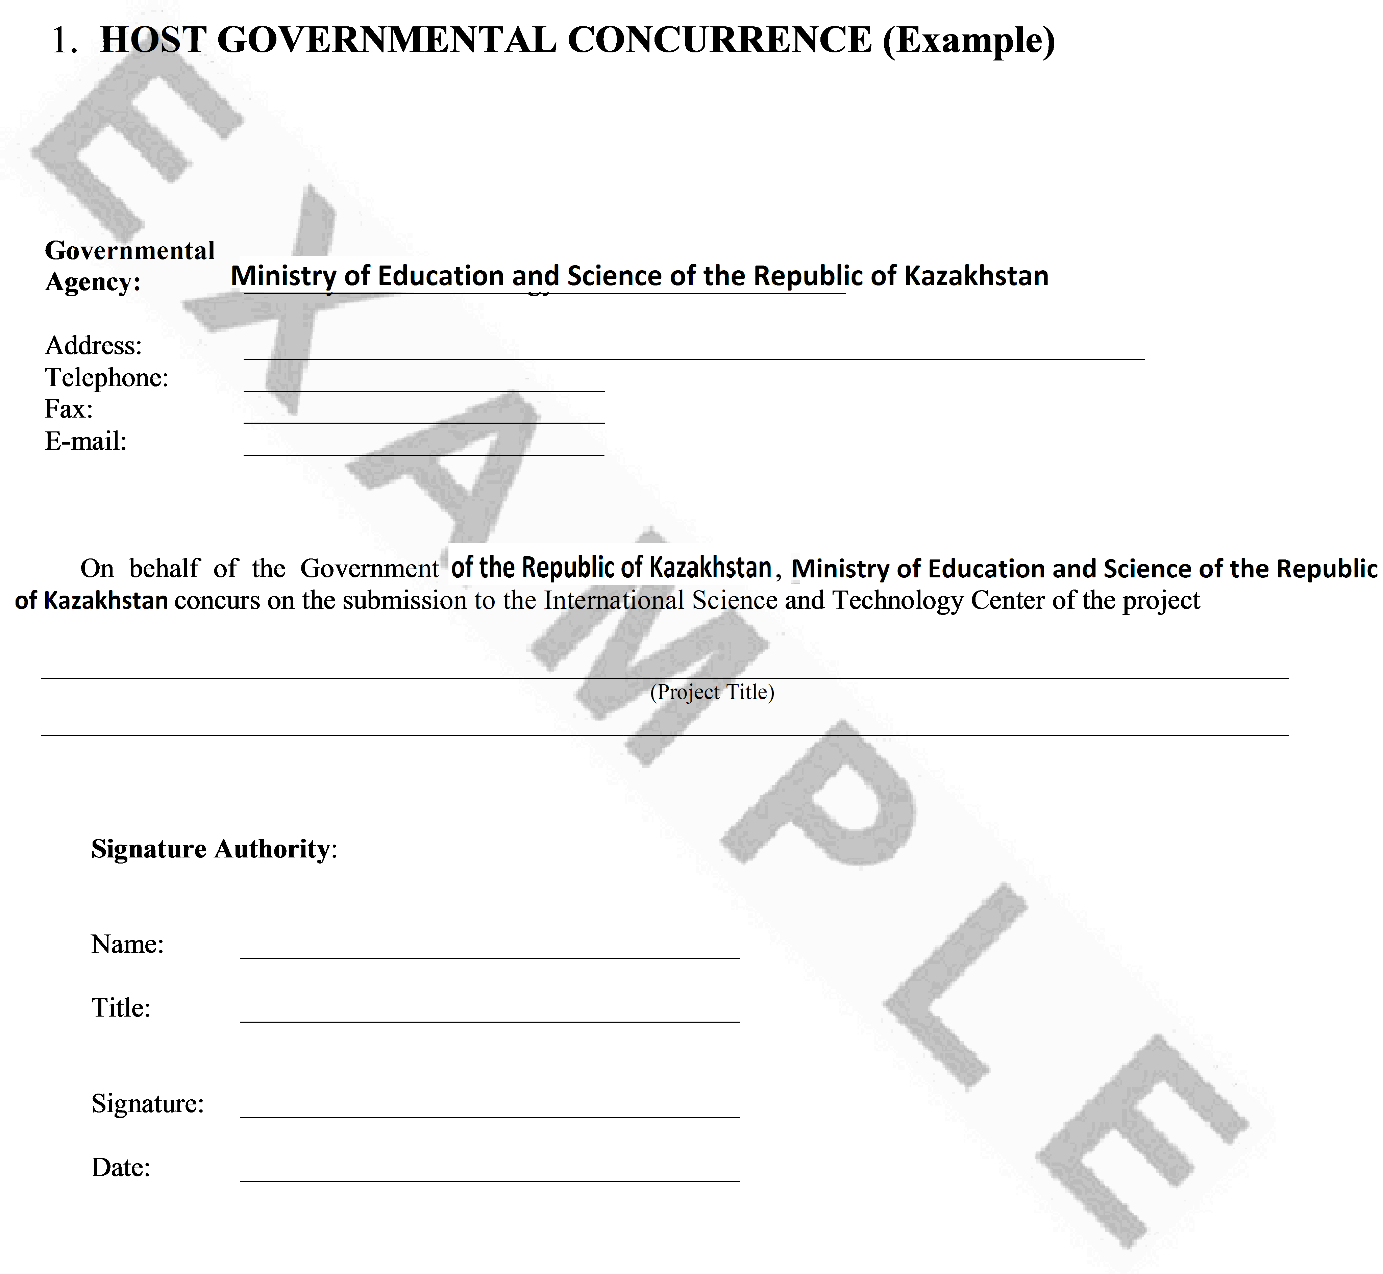 1. HOST GOVERNMENTAL CONCURRENCE (Example)
Governmental
Agency: Ministry of Education and Science of the Republic of Kazakhstan
Address:
Telephone:
Fax:
E-mail:
On behalf of the Government of the Republic of Kazakhstan, Ministry of Education and Science of the Republic
of Kazakhstan concurs on the submission to the International Science and Technology Center of the project
(Project Title)
Signature Authority:
Name:
Title:
Signature:
Date:
EXAMPLE